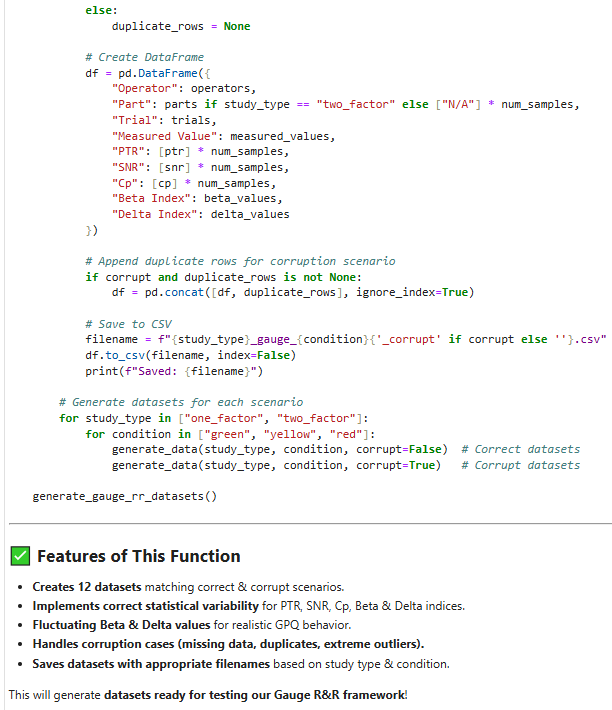 else:
duplicate_rows = None
# Create DataFrame
df = pd.DataFrame({
"Operator": operators,
"Part": parts if study_type == "two_factor" else ["N/A"] * num_samples,
"Trial": trials,
"Measured Value": measured_values,
"PTR": [ptr] * num_samples,
"SNR": [snr] * num_samples,
"Cp": [cp] * num_samples,
"Beta Index": beta_values,
"Delta Index": delta_values
})
# Append duplicate rows for corruption scenario
if corrupt and duplicate_rows is not None:
df = pd.concat([df, duplicate_rows], ignore_index=True)
# Save to CSV
filename = f"{study_type}_gauge_{condition}{'_corrupt' if corrupt else ''}.csv"
df.to_csv(filename, index=False)
print(f"Saved: {filename}")
# Generate datasets for each scenario
for study_type in ["one_factor", "two_factor"]:
for condition in ["green", "yellow", "red"]:
generate_data(study_type, condition, corrupt=False)  # Correct datasets
generate_data(study_type, condition, corrupt=True)   # Corrupt datasets
generate_gauge_rr_datasets()
✅ Features of This Function
• Creates 12 datasets matching correct & corrupt scenarios.
• Implements correct statistical variability for PTR, SNR, Cp, Beta & Delta indices.
• Fluctuating Beta & Delta values for realistic GPQ behavior.
• Handles corruption cases (missing data, duplicates, extreme outliers).
• Saves datasets with appropriate filenames based on study type & condition.
This will generate datasets ready for testing our Gauge R&R framework!